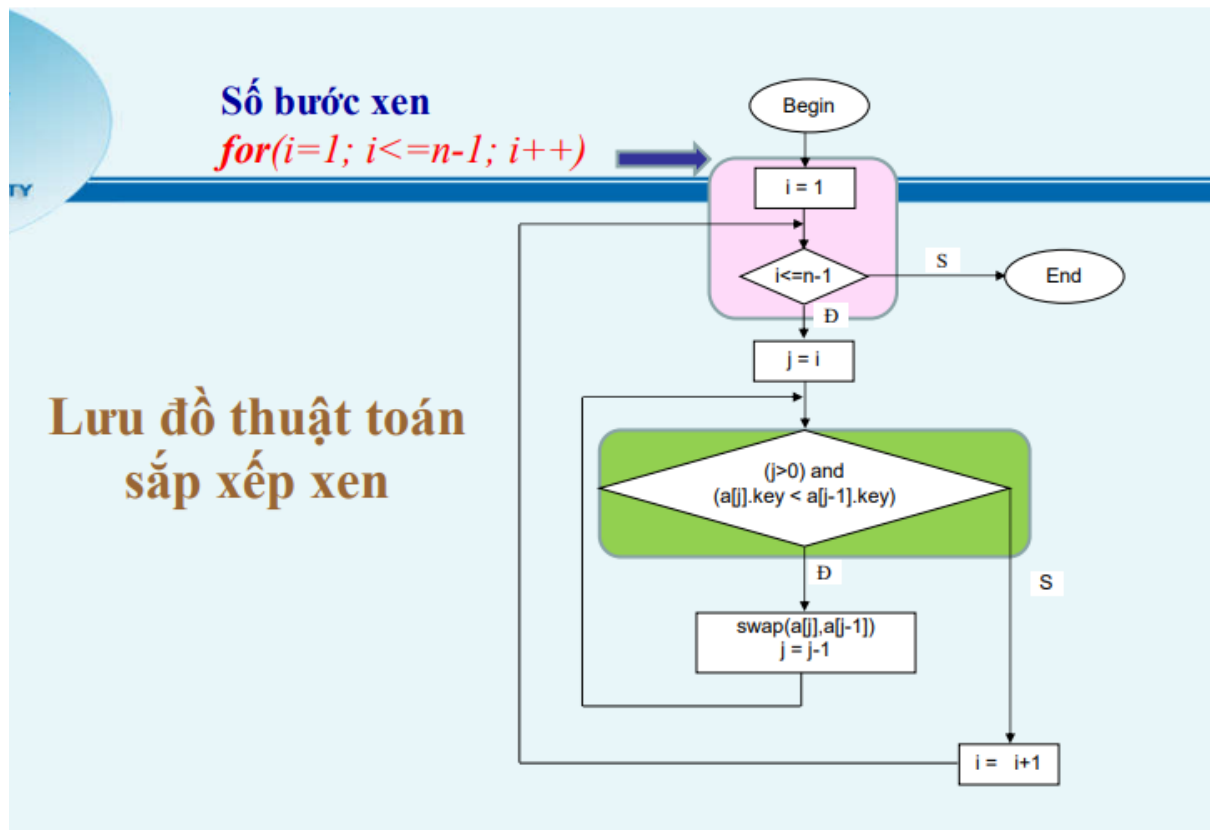 Số bước xen
for(i=1; i<=n-1; i++)
Begin
i = 1
TY
i<=n-1
S
End
Đ
j = i
Lưu đồ thuật toán
sắp xếp xen
(j>0) and
(a[j].key < a[j-1].key)
Đ
S
swap(a[j],a[j-1])
j = j-1
i = i+1